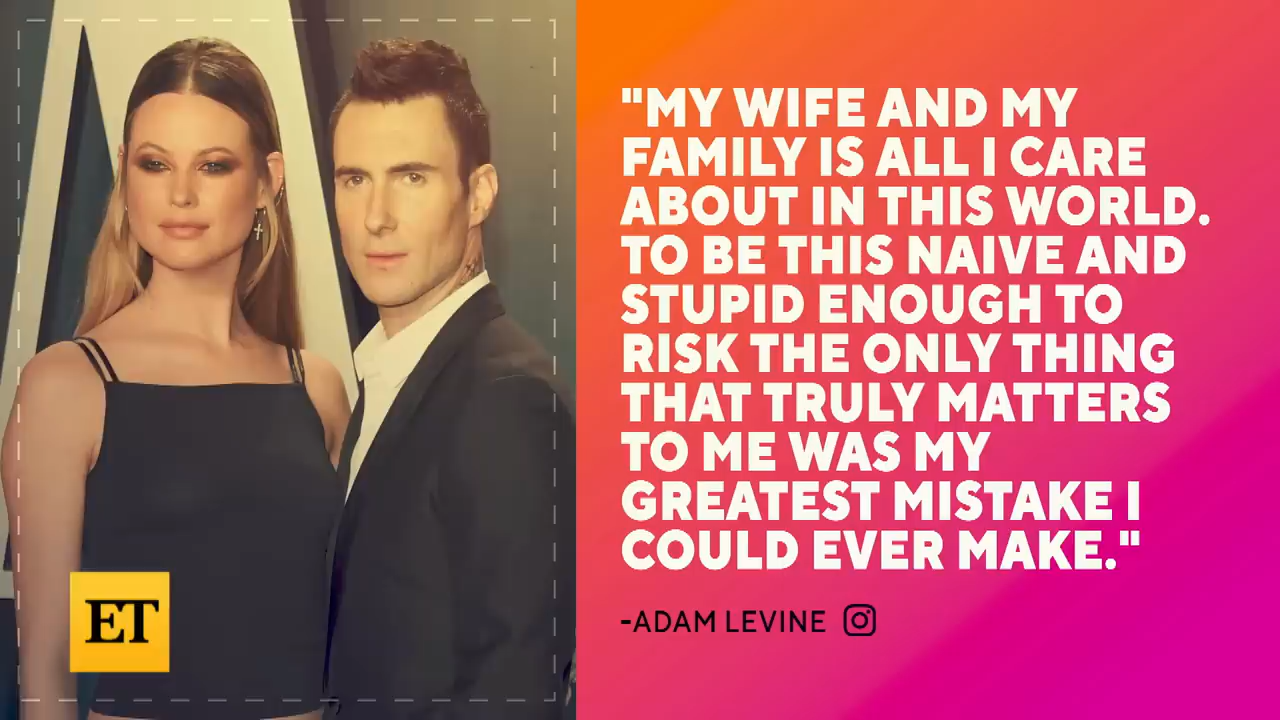 "MY WIFE AND MY
FAMILY IS ALL I CARE
ABOUT IN THIS WORLD.
TO BE THIS NAIVE AND
STUPID ENOUGH TO
RISK THE ONLY THING
THAT TRULY MATTERS
TO ME WAS MY
GREATEST MISTAKE I
COULD EVER MAKE."
-ADAM LEVINE
ET